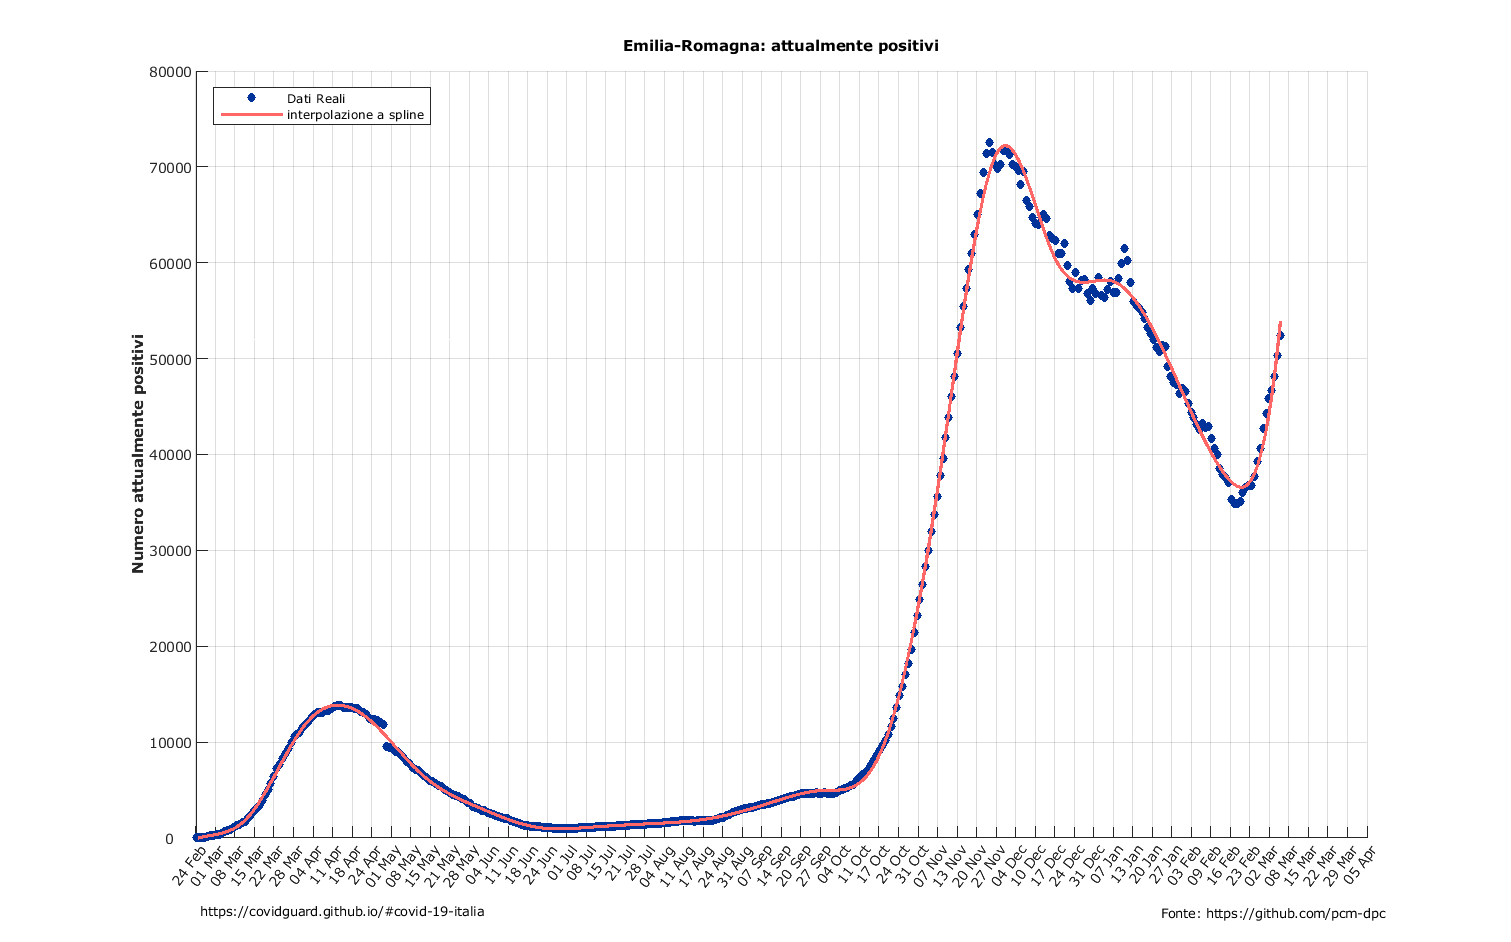 Emilia-Romagna: attualmente positivi
80000
Dati Reali
interpolazione a spline
70000
60000
50000
40000
30000
20000
10000
0
Numero attualmente positivi
24 Feb
01 Mar
08 Mar
15 Mar
22 Mar
28 Mar
04 Apr
11 Apr
18 Apr
24 Apr
01 May
08 May
15 May
21 May
28 May
04 Jun
11 Jun
18 Jun
24 Jun
01 Jul
08 Jul
15 Jul
21 Jul
28 Jul
04 Aug
11 Aug
17 Aug
24 Aug
31 Aug
07 Sep
14 Sep
20 Sep
27 Sep
04 Oct
11 Oct
17 Oct
24 Oct
31 Oct
07 Nov
13 Nov
20 Nov
27 Nov
04 Dec
10 Dec
17 Dec
24 Dec
31 Dec
07 Jan
13 Jan
20 Jan
27 Jan
03 Feb
09 Feb
16 Feb
23 Feb
02 Mar
08 Mar
15 Mar
22 Mar
29 Mar
05 Apr
https://covidguard.github.io/#covid-19-italia
Fonte: https://github.com/pcm-dpc